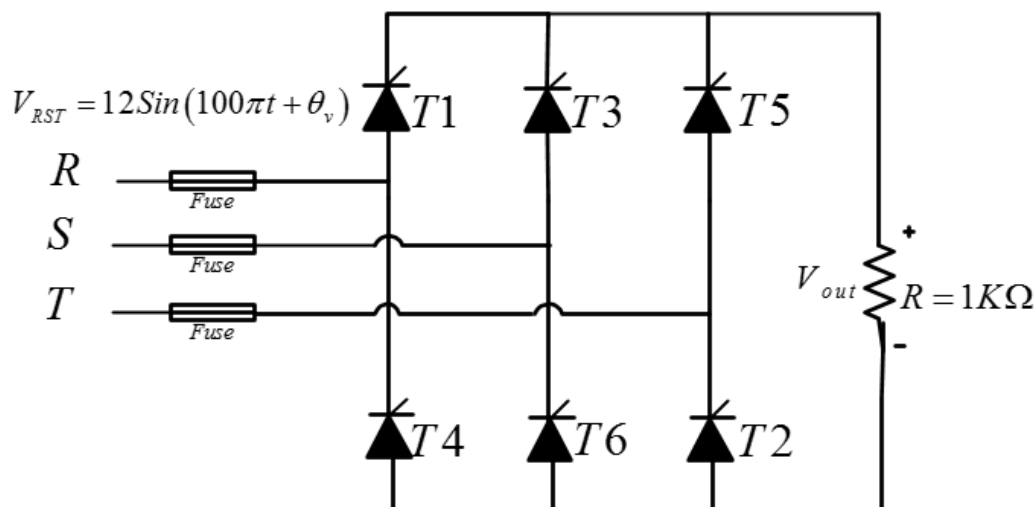 V_RST = 12Sin(100πt + θ_v)
T1
T3
T5
R
Fuse
S
Fuse
T
Fuse
+
V_out
R = 1KΩ
-
T4
T6
T2